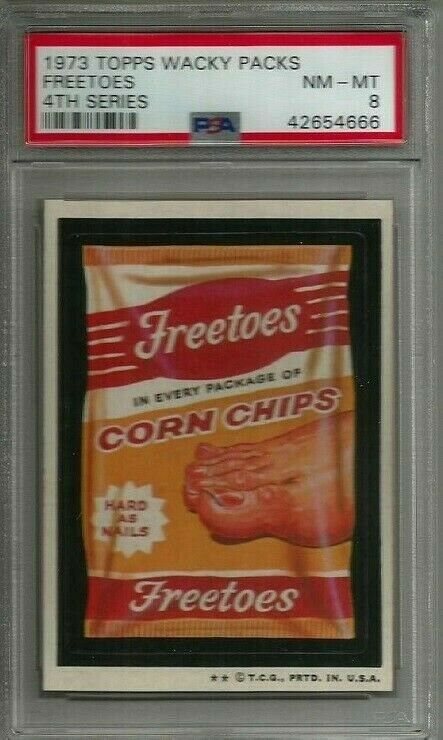 1973 TOPPS WACKY PACKS
FREETOES NM - MT
4TH SERIES 8
PSA 42654666
Freetoes
IN EVERY PACKAGE OF
CORN CHIPS
HARD
AS
NAILS
Freetoes
** © T.C.G., PRTD. IN. U.S.A.